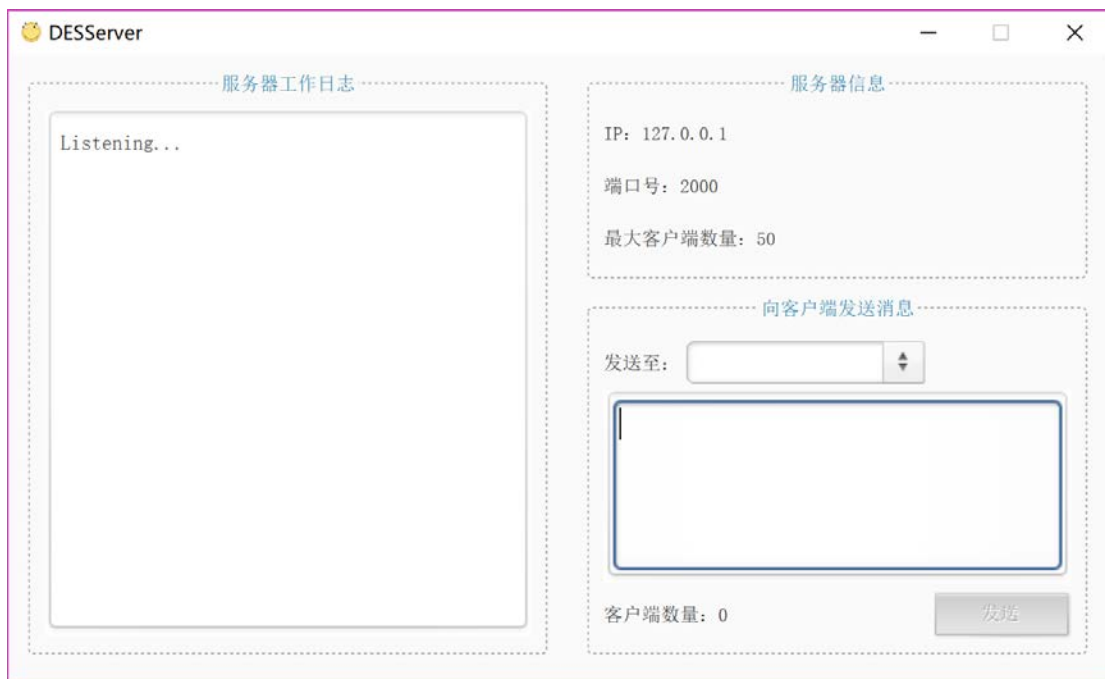 DESServer
服务器工作日志
Listening...
服务器信息
IP: 127.0.0.1
端口号: 2000
最大客户端数量: 50
向客户端发送消息
发送至:
客户端数量: 0
发送